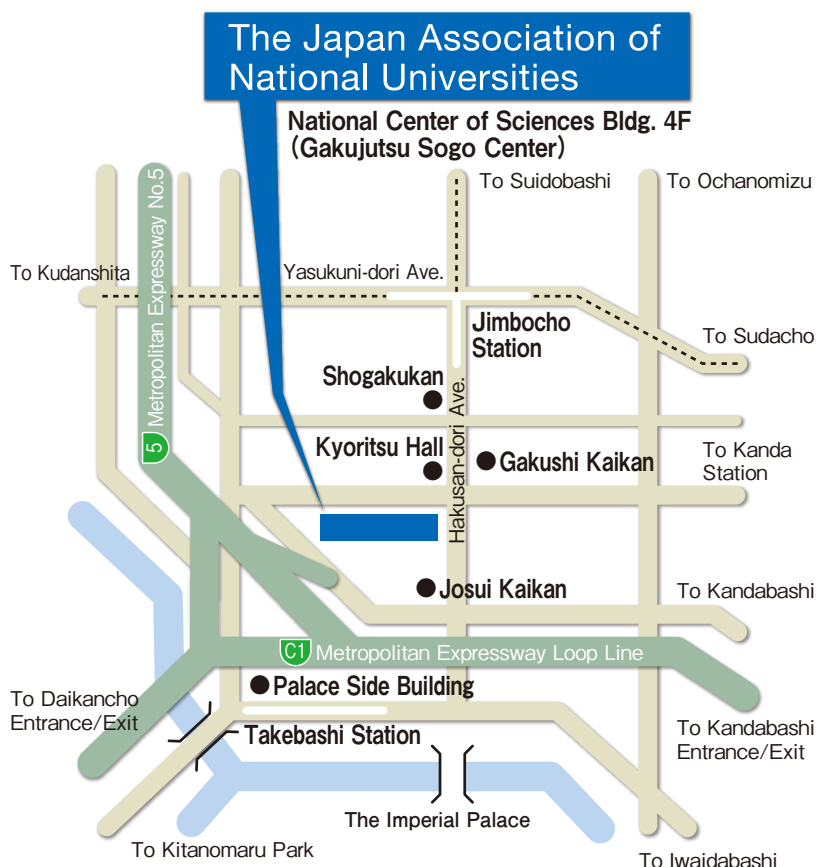 The Japan Association of
National Universities
National Center of Sciences Bldg. 4F
(Gakujutsu Sogo Center)
To Suidobashi
To Ochanomizu
Metropolitan Expressway No.5
5
To Kudanshita
Yasukuni-dori Ave.
Jimbocho
Station
To Sudacho
Shogakukan
Hakusan-dori Ave.
Kyoritsu Hall
Gakushi Kaikan
To Kanda
Station
Josui Kaikan
To Kandabashi
C1
Metropolitan Expressway Loop Line
Palace Side Building
To Daikancho
Entrance/Exit
Takebashi Station
To Kandabashi
Entrance/Exit
The Imperial Palace
To Kitanomaru Park
To Iwaidabashi